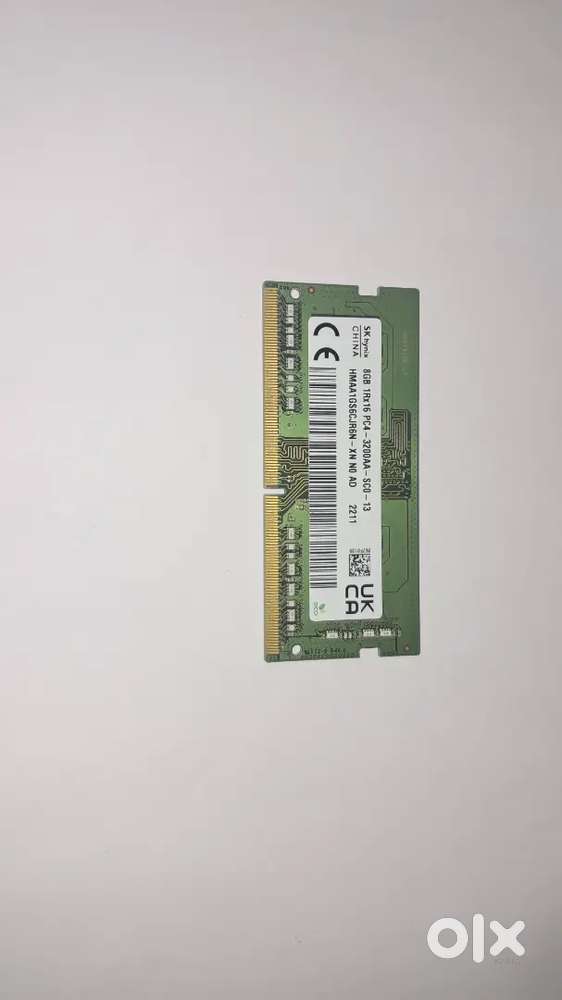 SK hynix
CHINA
8GB 1Rx16 PC4-3200AA-SC0-13
HMAA1GS6CJR6N-XN N0 AD 2211
CE
UK
CA
olx